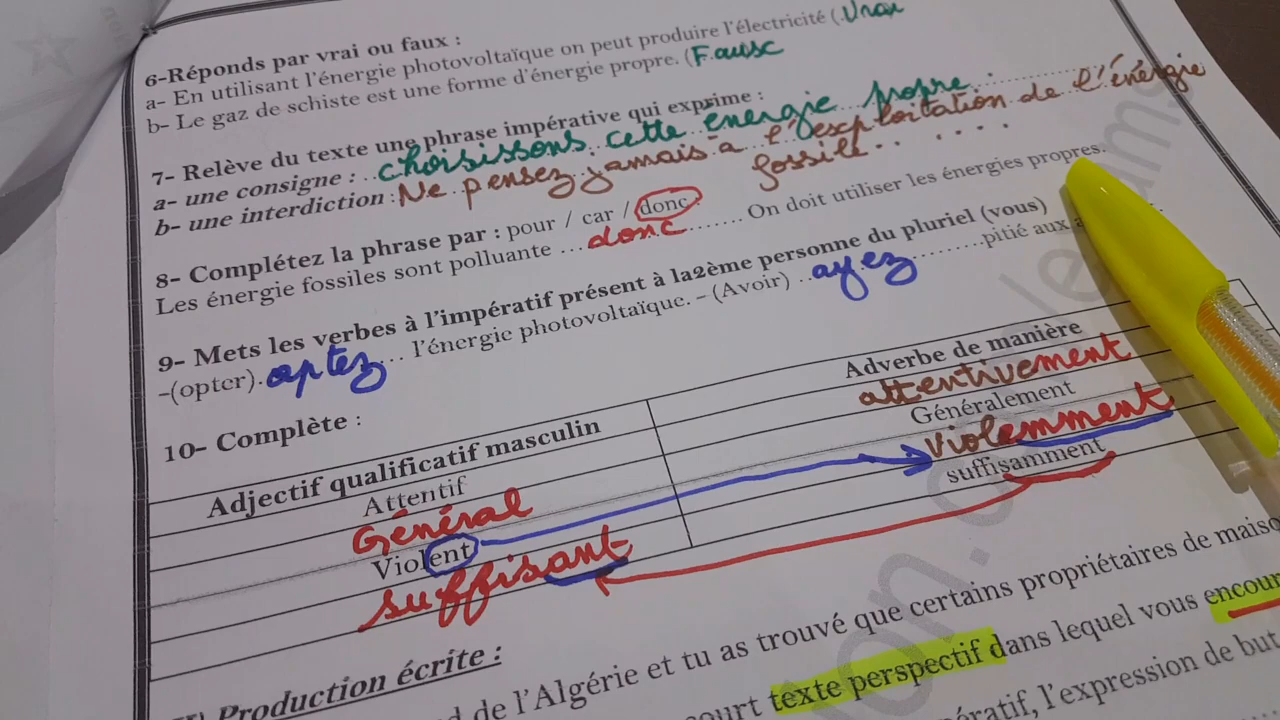 6-Réponds par vrai ou faux :
a- En utilisant l'énergie photovoltaïque on peut produire l'électricité (Vrai
b- Le gaz de schiste est une forme d'énergie propre. (Fausc
7- Relève du texte une phrase impérative qui exprime :
a- une consigne : choisissons cette énergie propre
b- une interdiction : Ne pensez jamais à l'exploitation de l'énergie
fossile
8- Complétez la phrase par : pour / car / donc
Les énergie fossiles sont polluante ...donc....... On doit utiliser les énergies propres.
9- Mets les verbes à l'impératif présent à la2ème personne du pluriel (vous)
-(opter).optez... l'énergie photovoltaïque. – (Avoir) ..ayez..........pitié aux
10- Complète :
Adjectif qualificatif masculin Adverbe de manière
Attentif attentivement
Général Généralement
Violent violemment
suffisant suffisamment
Production écrite :
de l'Algérie et tu as trouvé que certains propriétaires de
court texte perspectif dans lequel vous
l'expression de but